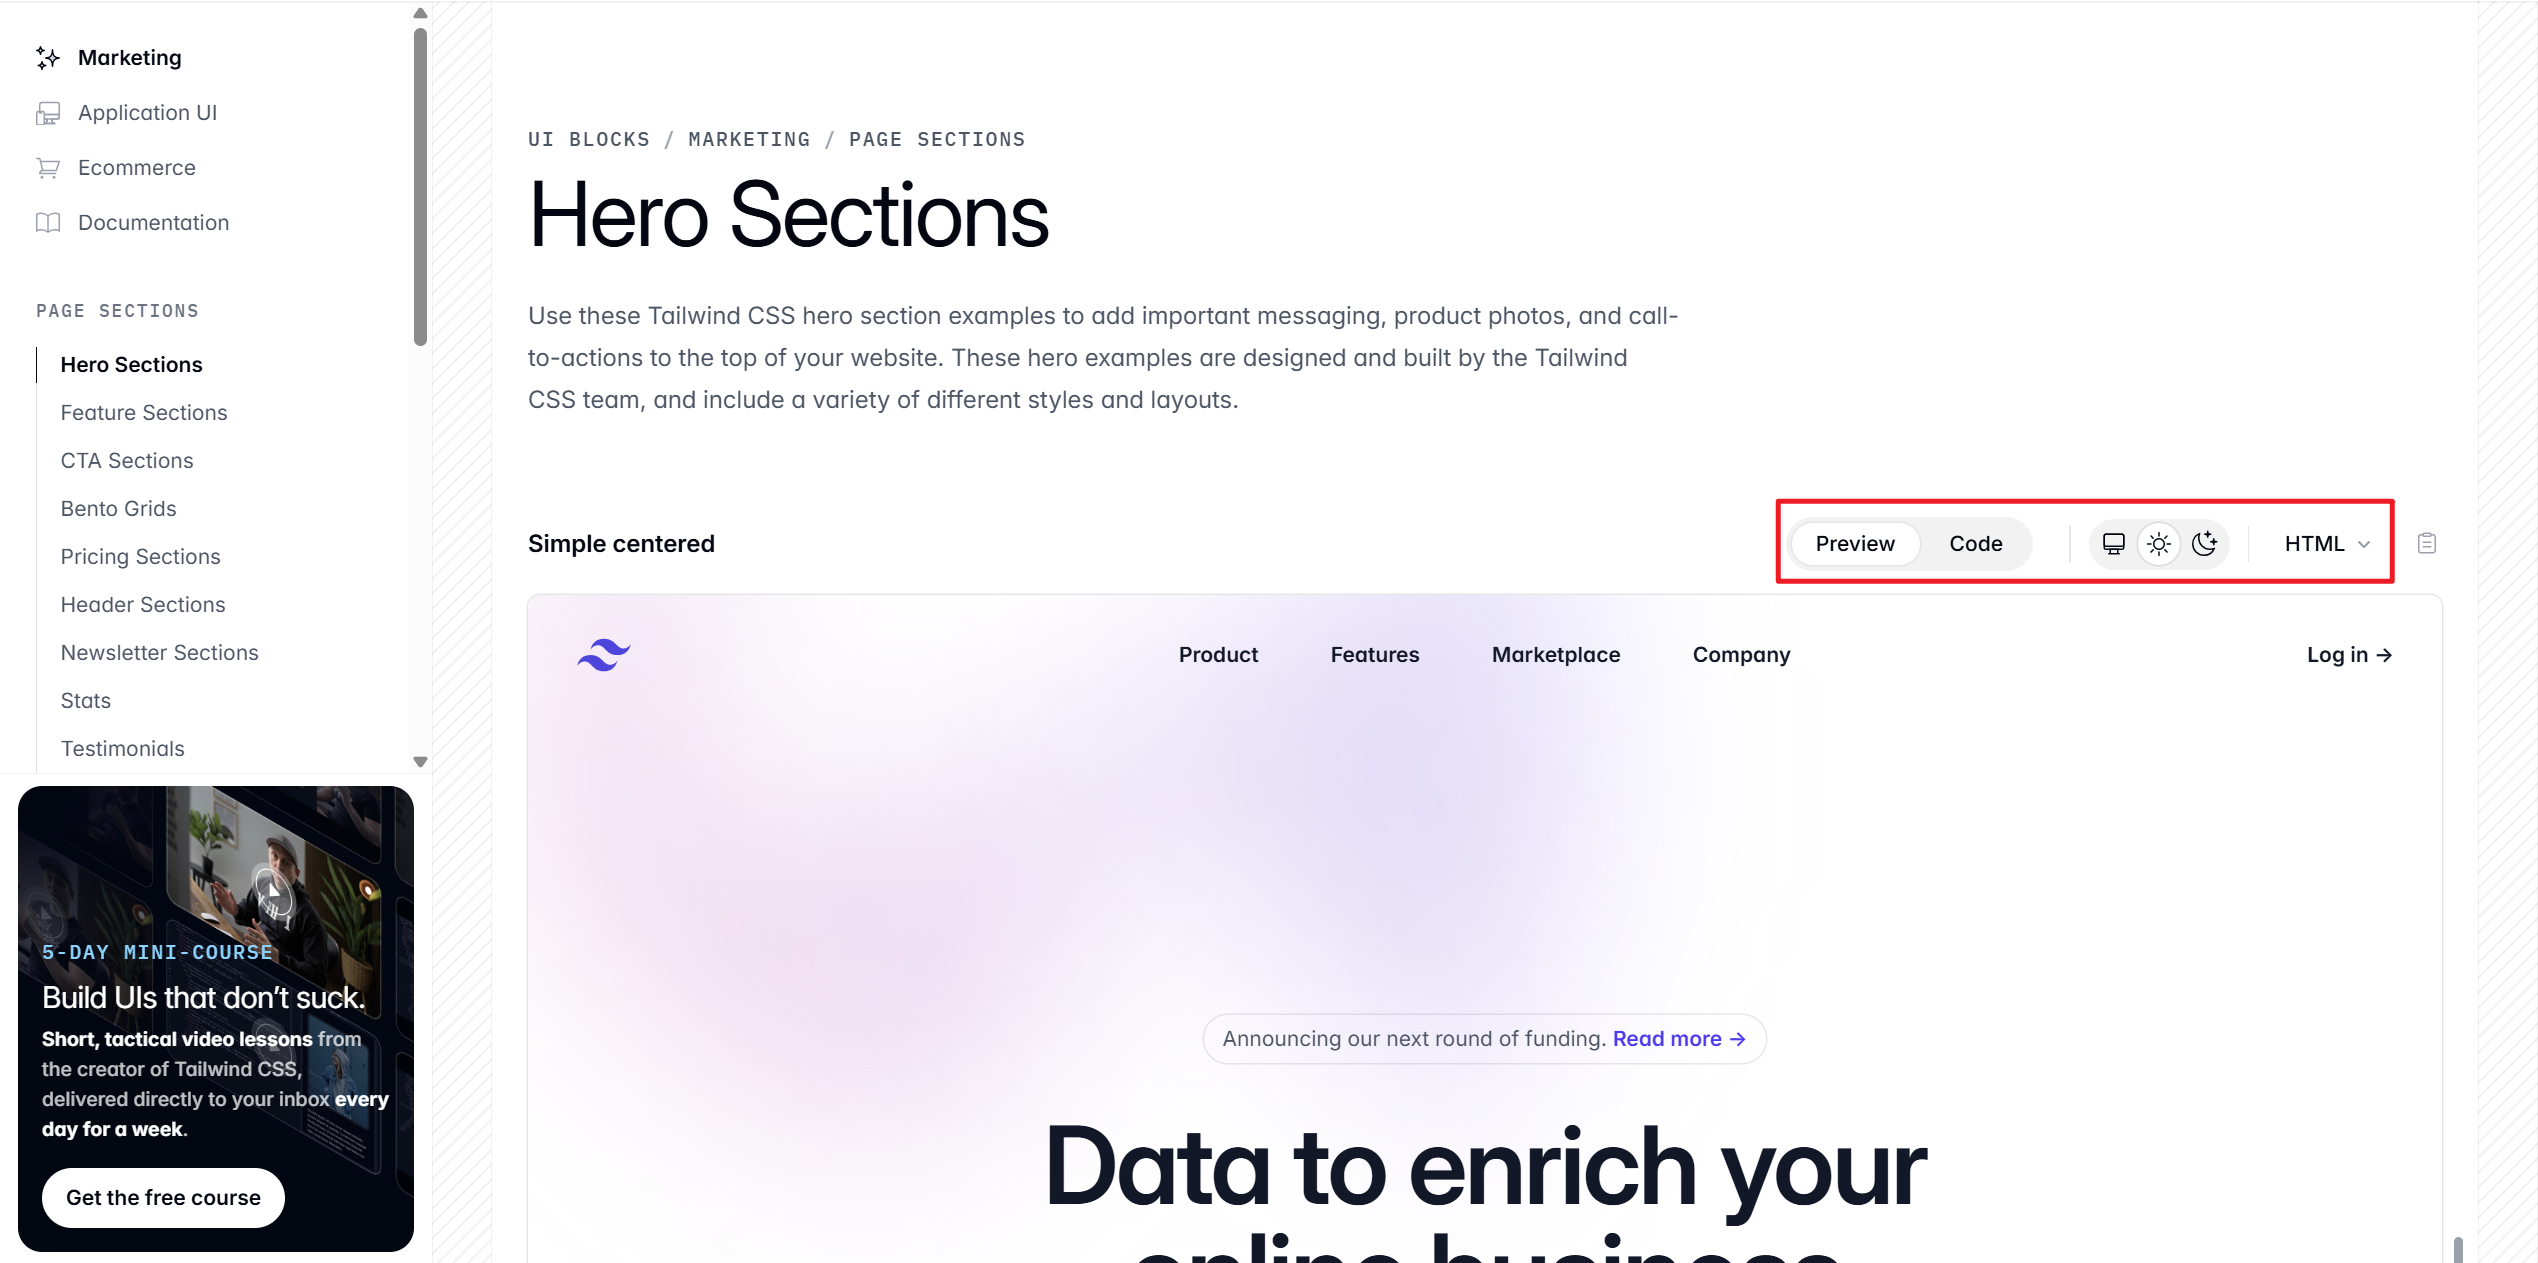 Marketing
Application UI
Ecommerce
Documentation
PAGE SECTIONS
Hero Sections
Feature Sections
CTA Sections
Bento Grids
Pricing Sections
Header Sections
Newsletter Sections
Stats
Testimonials
5-DAY MINI-COURSE
Build UIs that don’t suck.
Short, tactical video lessons from
the creator of Tailwind CSS,
delivered directly to your inbox every
day for a week.
Get the free course
UI BLOCKS / MARKETING / PAGE SECTIONS
Hero Sections
Use these Tailwind CSS hero section examples to add important messaging, product photos, and call-
to-actions to the top of your website. These hero examples are designed and built by the Tailwind
CSS team, and include a variety of different styles and layouts.
Simple centered
Preview Code HTML
Product Features Marketplace Company Log in →
Announcing our next round of funding. Read more →
Data to enrich your
online business